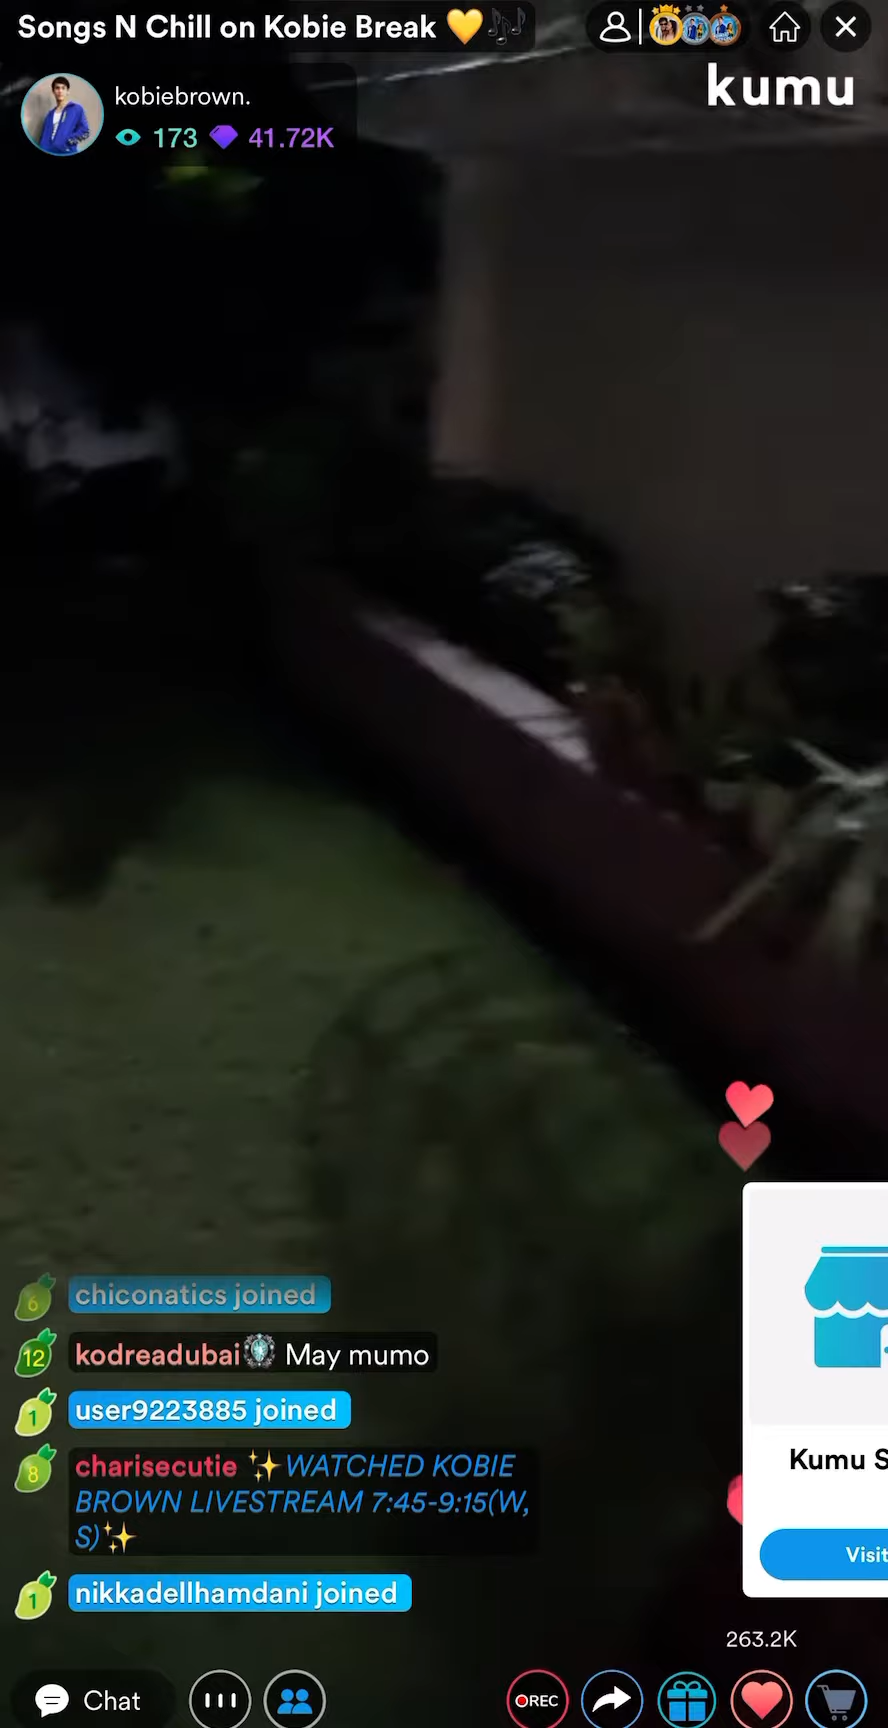 Songs N Chill on Kobie Break 💛🎶
kumu
kobiebrown.
173 41.72K
6 chiconatics joined
12 kodreadubai May mumo
1 user9223885 joined
8 charisecutie ✨WATCHED KOBIE
BROWN LIVESTREAM 7:45-9:15(W,
S)✨
1 nikkadellhamdani joined
Kumu S
Visit
263.2K
Chat
REC